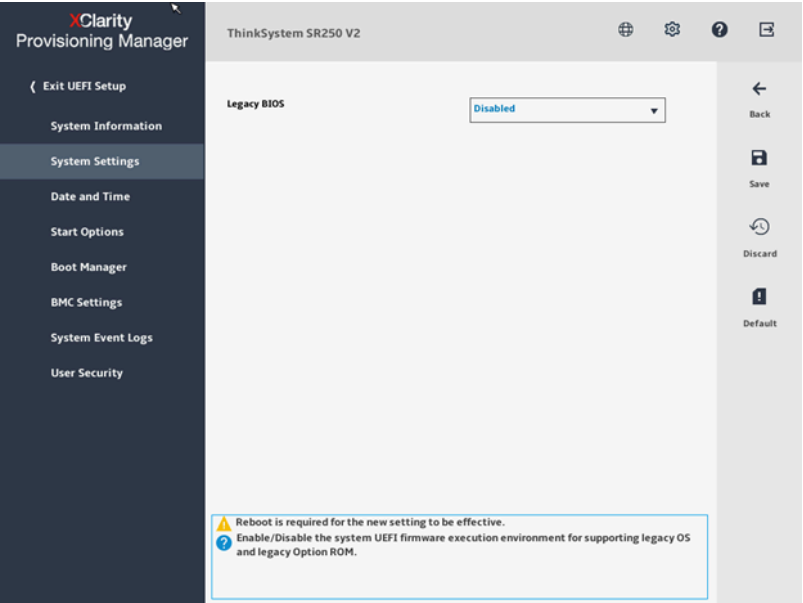 XClarity
Provisioning Manager
ThinkSystem SR250 V2
Exit UEFI Setup
System Information
System Settings
Date and Time
Start Options
Boot Manager
BMC Settings
System Event Logs
User Security
Legacy BIOS
Disabled
Back
Save
Discard
Default
Reboot is required for the new setting to be effective.
Enable/Disable the system UEFI firmware execution environment for supporting legacy OS
and legacy Option ROM.